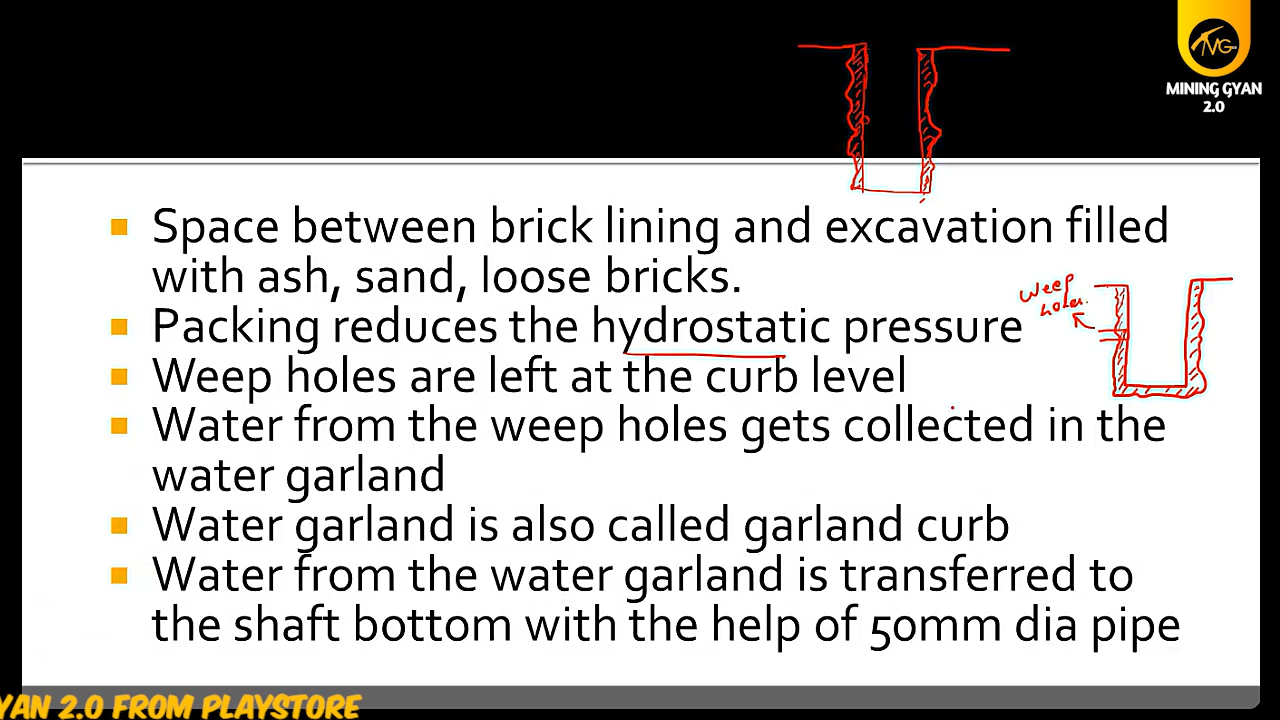 MINING GYAN
2.0
Space between brick lining and excavation filled
with ash, sand, loose bricks.
Packing reduces the hydrostatic pressure
Weep holes are left at the curb level
Water from the weep holes gets collected in the
water garland
Water garland is also called garland curb
Water from the water garland is transferred to
the shaft bottom with the help of 50mm dia pipe
weep
holes.
YAN 2.0 FROM PLAYSTORE